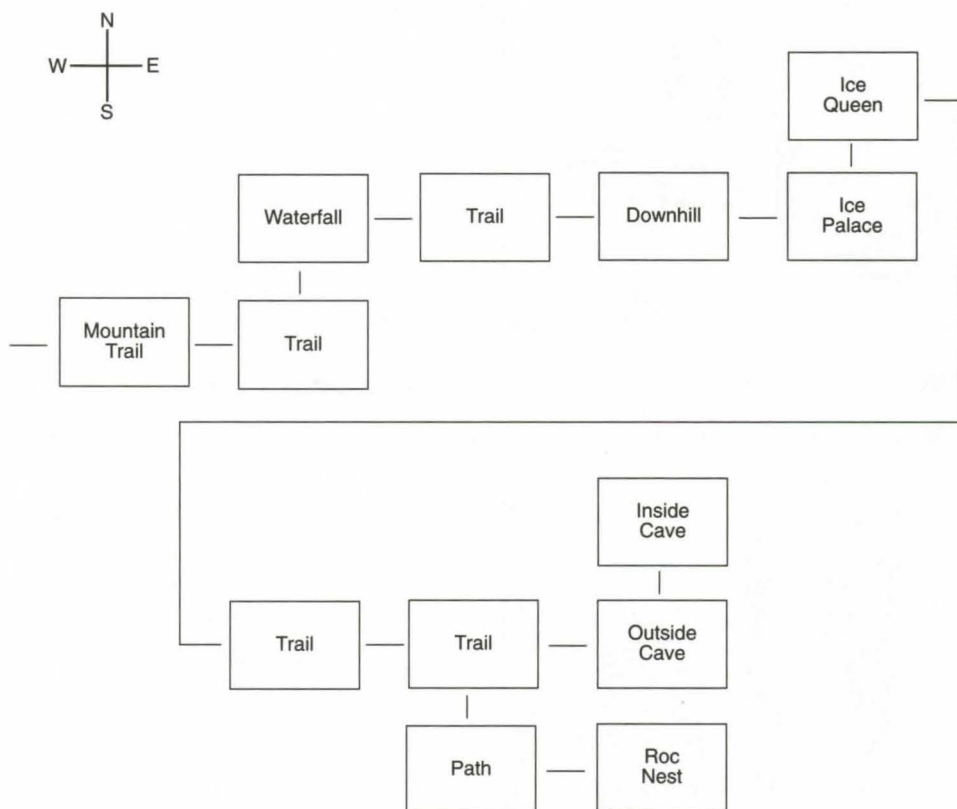 N
W E
S
Ice
Queen
Waterfall
Trail
Downhill
Ice
Palace
Mountain
Trail
Trail
Inside
Cave
Trail
Trail
Outside
Cave
Path
Roc
Nest